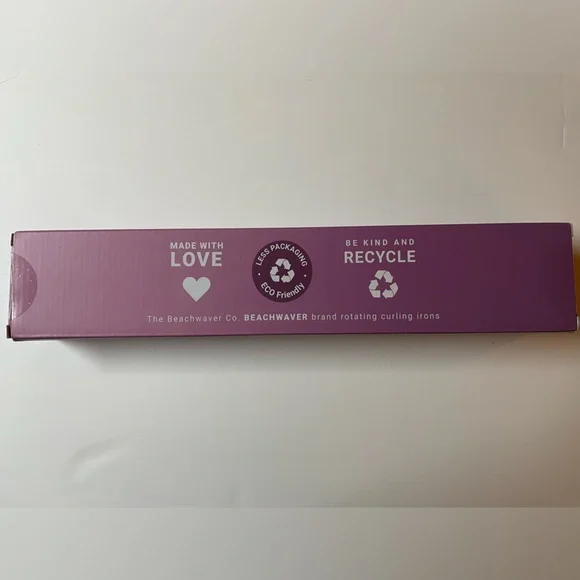 MADE WITH
LOVE
LESS PACKAGING
ECO Friendly
BE KIND AND
RECYCLE
The Beachwaver Co. BEACHWAVER brand rotating curling irons